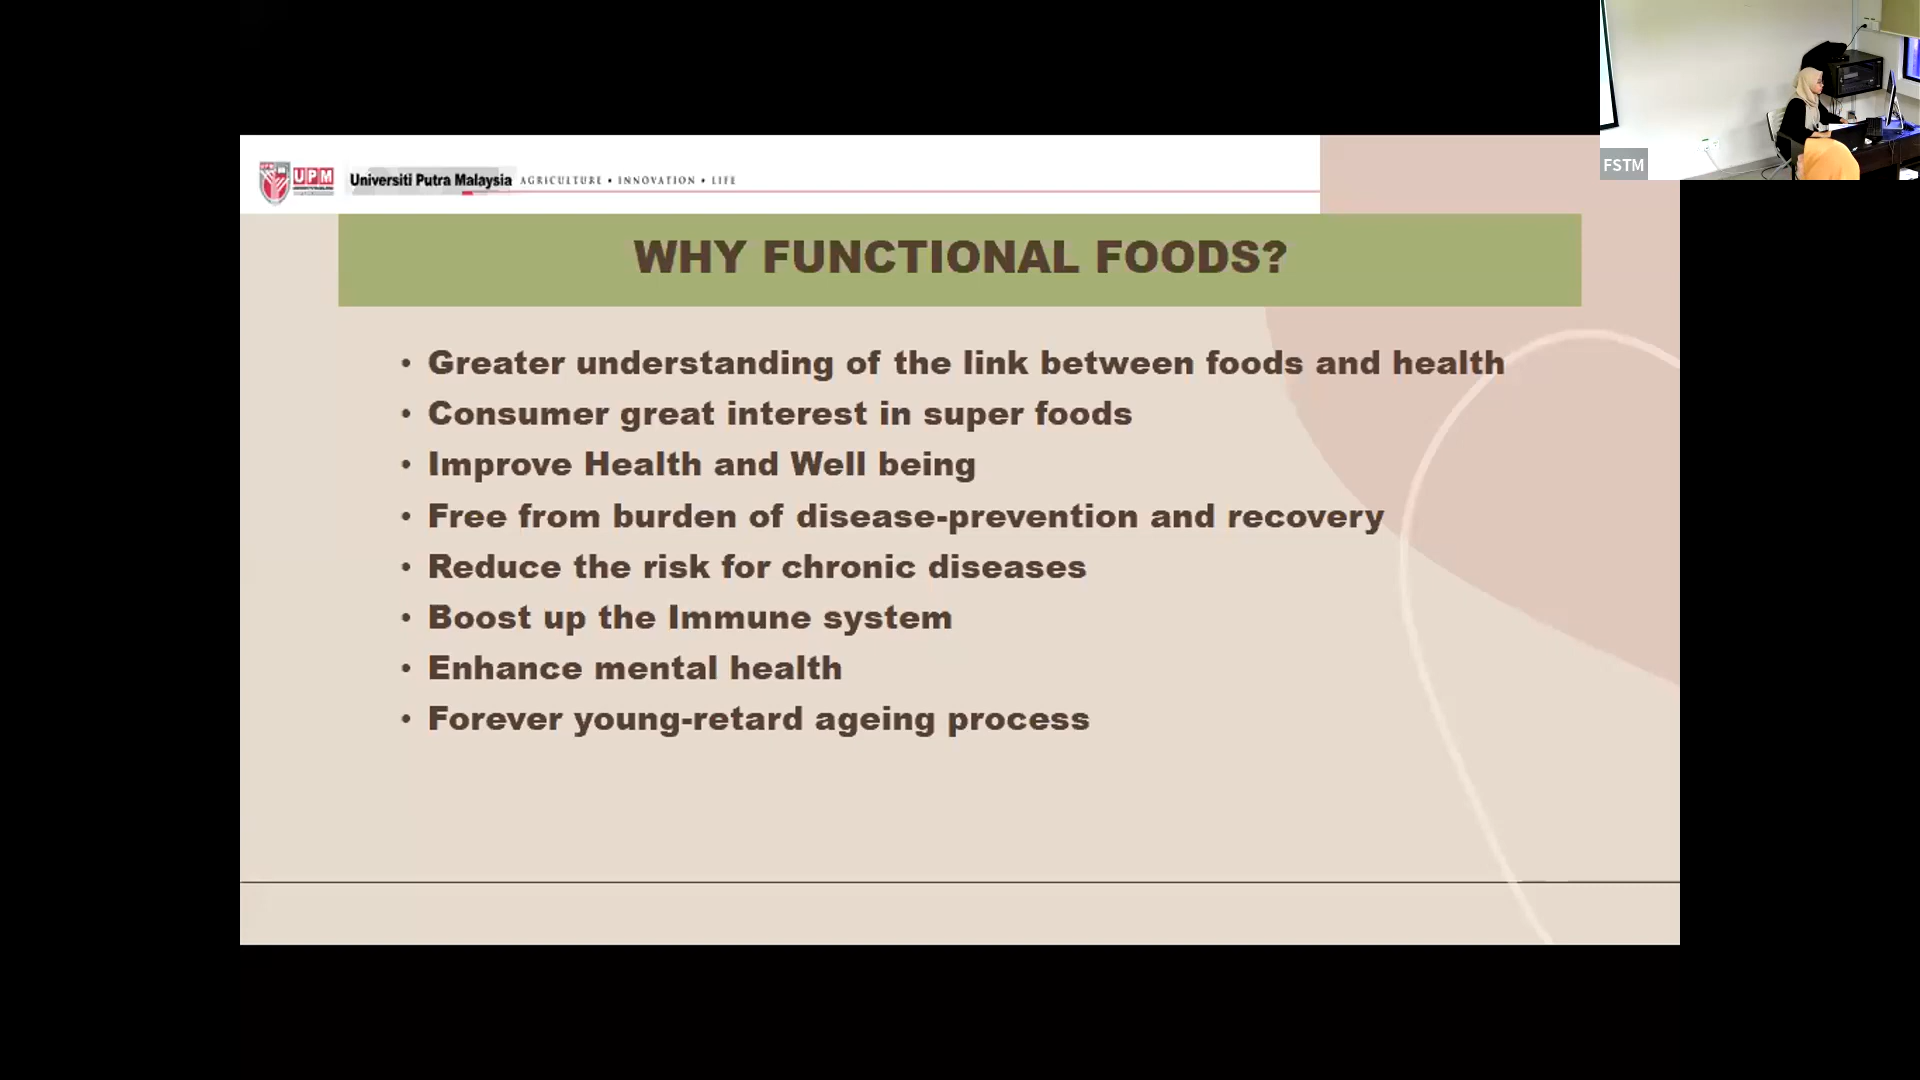 UPM
Universiti Putra Malaysia AGRICULTURE • INNOVATION • LIFE
FSTM
WHY FUNCTIONAL FOODS?
• Greater understanding of the link between foods and health
• Consumer great interest in super foods
• Improve Health and Well being
• Free from burden of disease-prevention and recovery
• Reduce the risk for chronic diseases
• Boost up the Immune system
• Enhance mental health
• Forever young-retard ageing process